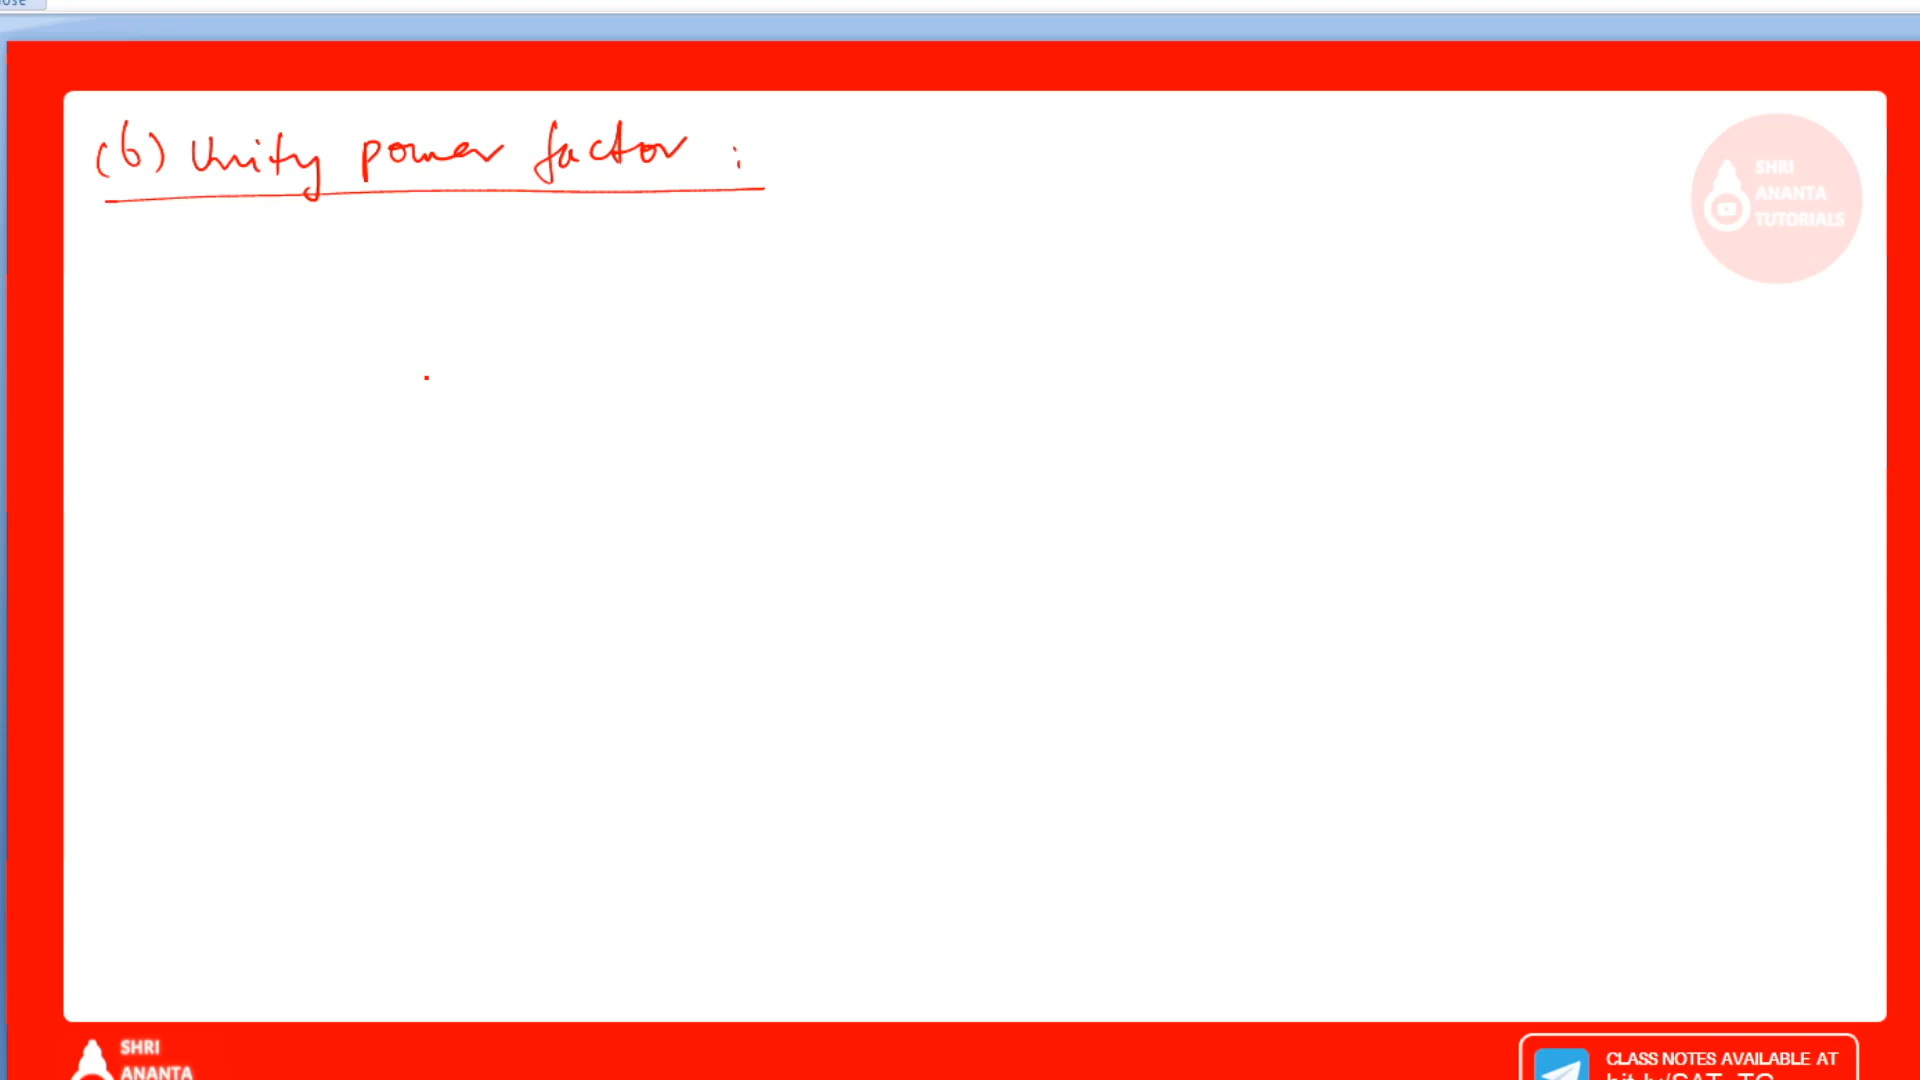 (b) Unity power factor :
SHRI
ANANTA
TUTORIALS
SHRI
ANANTA
CLASS NOTES AVAILABLE AT